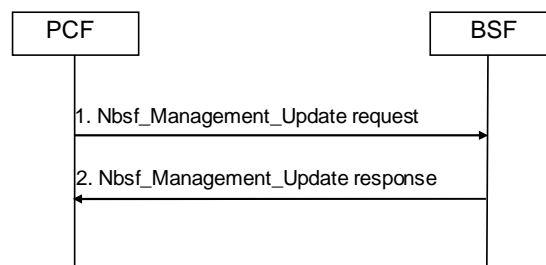 PCF
BSF
1. Nbsf_Management_Update request
2. Nbsf_Management_Update response